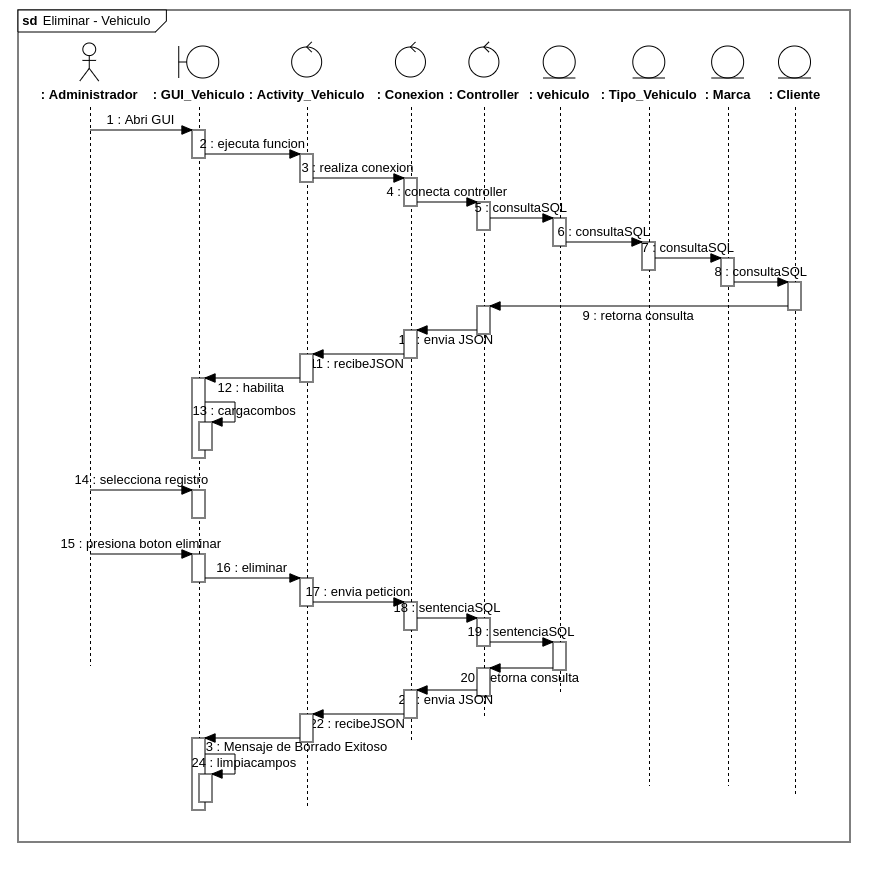 sd Eliminar - Vehiculo
: Administrador : GUI_Vehiculo : Activity_Vehiculo : Conexion : Controller : vehiculo : Tipo_Vehiculo : Marca : Cliente
1 : Abri GUI
2 : ejecuta funcion
3 : realiza conexion
4 : conecta controller
5 : consultaSQL
6 : consultaSQL
7 : consultaSQL
8 : consultaSQL
9 : retorna consulta
1 : envia JSON
11 : recibeJSON
12 : habilita
13 : cargacombos
14 : selecciona registro
15 : presiona boton eliminar
16 : eliminar
17 : envia peticion
18 : sentenciaSQL
19 : sentenciaSQL
20 etorna consulta
2 : envia JSON
22 : recibeJSON
3 : Mensaje de Borrado Exitoso
24 : limpiacampos